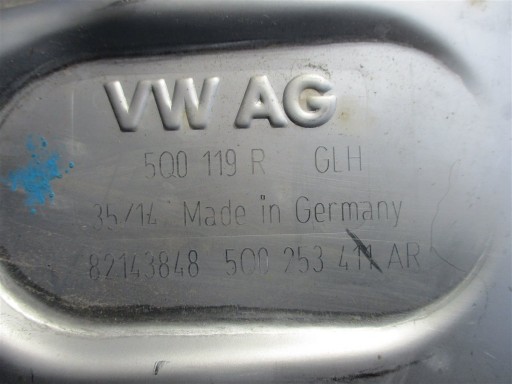 VW AG
5Q0 119 R GLH
35/14 Made in Germany
82143848 5Q0 253 411 AR